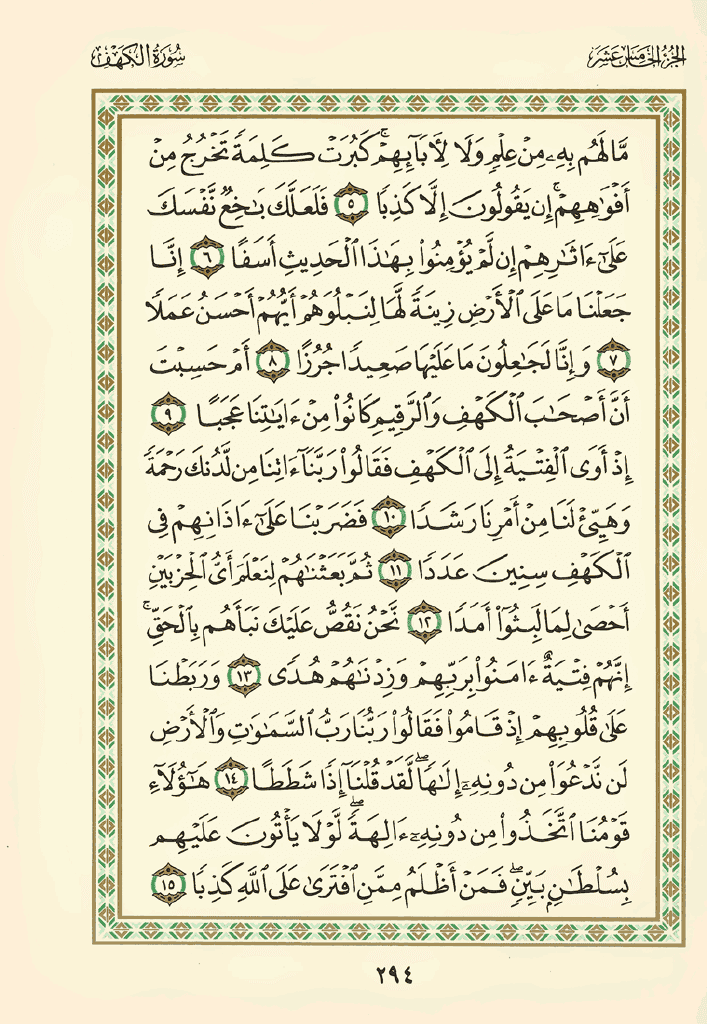 الجزء الخامس عشر
سورة الكهف
مَّا لَهُم بِهِۦ مِنۡ عِلۡمٖ وَلَا لِأٓبَآئِهِمۡۚ كَبُرَتۡ كَلِمَةٗ تَخۡرُجُ مِنۡ
أَفۡوَٰهِهِمۡۚ إِن يَقُولُونَ إِلَّا كَذِبٗا ٥ فَلَعَلَّكَ بَٰخِعٞ نَّفۡسَكَ
عَلَىٰٓ ءَاثَٰرِهِمۡ إِن لَّمۡ يُؤۡمِنُواْ بِهَٰذَا ٱلۡحَدِيثِ أَسَفًا ٦ إِنَّا
جَعَلۡنَا مَا عَلَى ٱلۡأَرۡضِ زِينَةٗ لَّهَا لِنَبۡلُوَهُمۡ أَيُّهُمۡ أَحۡسَنُ عَمَلٗا
٧ وَإِنَّا لَجَٰعِلُونَ مَا عَلَيۡهَا صَعِيدٗا جُرُزًا ٨ أَمۡ حَسِبۡتَ
أَنَّ أَصۡحَٰبَ ٱلۡكَهۡفِ وَٱلرَّقِيمِ كَانُواْ مِنۡ ءَايَٰتِنَا عَجَبًا ٩
إِذۡ أَوَى ٱلۡفِتۡيَةُ إِلَى ٱلۡكَهۡفِ فَقَالُواْ رَبَّنَآ ءَاتِنَا مِن لَّدُنكَ رَحۡمَةٗ
وَهَيِّئۡ لَنَا مِنۡ أَمۡرِنَا رَشَدٗا ١٠ فَضَرَبۡنَا عَلَىٰٓ ءَاذَانِهِمۡ فِي
ٱلۡكَهۡفِ سِنِينَ عَدَدٗا ١١ ثُمَّ بَعَثۡنَٰهُمۡ لِنَعۡلَمَ أَيُّ ٱلۡحِزۡبَيۡنِ
أَحۡصَىٰ لِمَا لَبِثُوٓاْ أَمَدٗا ١٢ نَّحۡنُ نَقُصُّ عَلَيۡكَ نَبَأَهُم بِٱلۡحَقِّۚ
إِنَّهُمۡ فِتۡيَةٌ ءَامَنُواْ بِرَبِّهِمۡ وَزِدۡنَٰهُمۡ هُدٗى ١٣ وَرَبَطۡنَا
عَلَىٰ قُلُوبِهِمۡ إِذۡ قَامُواْ فَقَالُواْ رَبُّنَا رَبُّ ٱلسَّمَٰوَٰتِ وَٱلۡأَرۡضِ
لَن نَّدۡعُوَاْ مِن دُونِهِۦٓ إِلَٰهٗاۖ لَّقَدۡ قُلۡنَآ إِذٗا شَطَطًا ١٤ هَٰٓؤُلَآءِ
قَوۡمُنَا ٱتَّخَذُواْ مِن دُونِهِۦٓ ءَالِهَةٗۖ لَّوۡلَا يَأۡتُونَ عَلَيۡهِم
بِسُلۡطَٰنِۭ بَيِّنٖۖ فَمَنۡ أَظۡلَمُ مِمَّنِ ٱفۡتَرَىٰ عَلَى ٱللَّهِ كَذِبٗا ١٥
٢٩٤